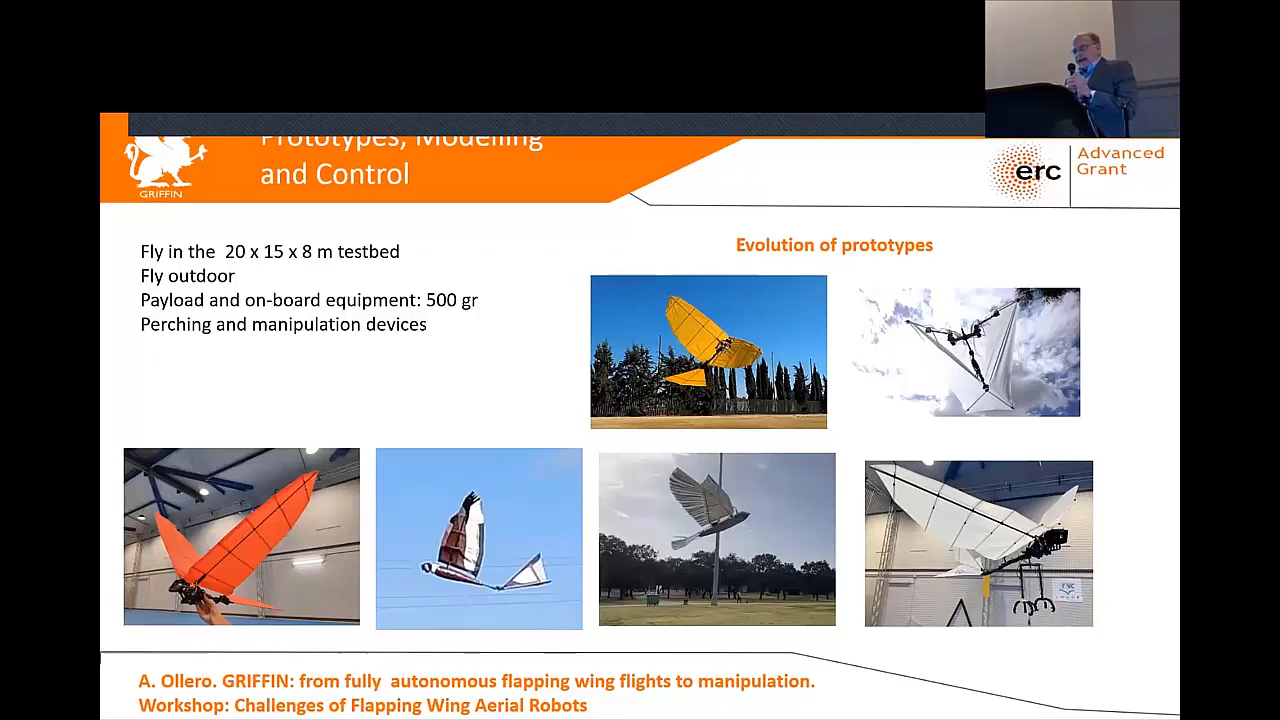 Prototypes, Modelling
and Control
GRIFFIN
erc
Advanced
Grant
Fly in the 20 x 15 x 8 m testbed
Fly outdoor
Payload and on-board equipment: 500 gr
Perching and manipulation devices
Evolution of prototypes
A. Ollero. GRIFFIN: from fully autonomous flapping wing flights to manipulation.
Workshop: Challenges of Flapping Wing Aerial Robots